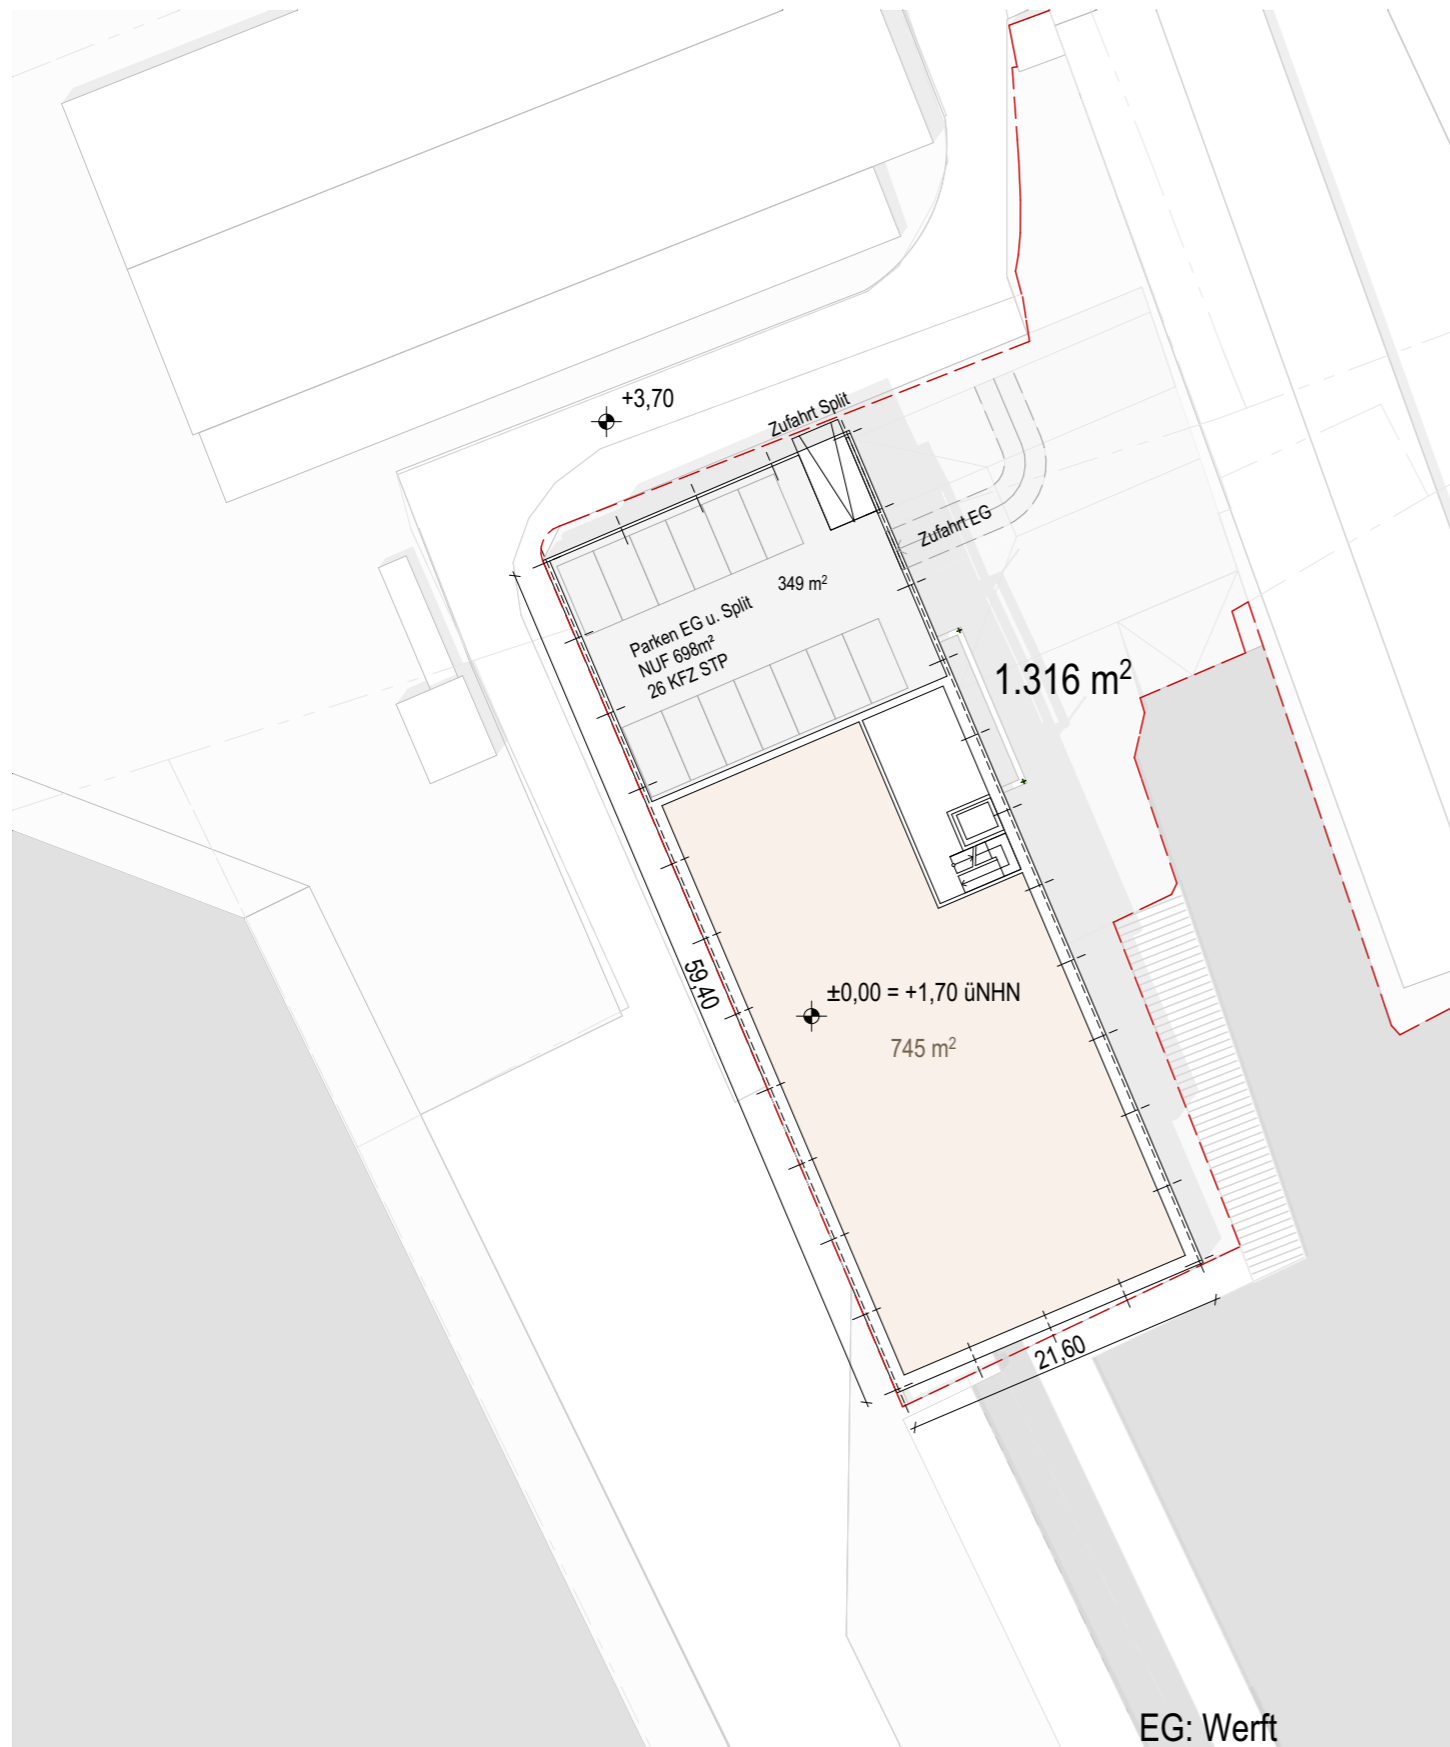 +3,70
Zufahrt Split
Zufahrt EG
349 m²
Parken EG u. Split
NUF 698m²
26 KFZ STP
1.316 m²
59,40
±0,00 = +1,70 üNHN
745 m²
21,60
EG: Werft